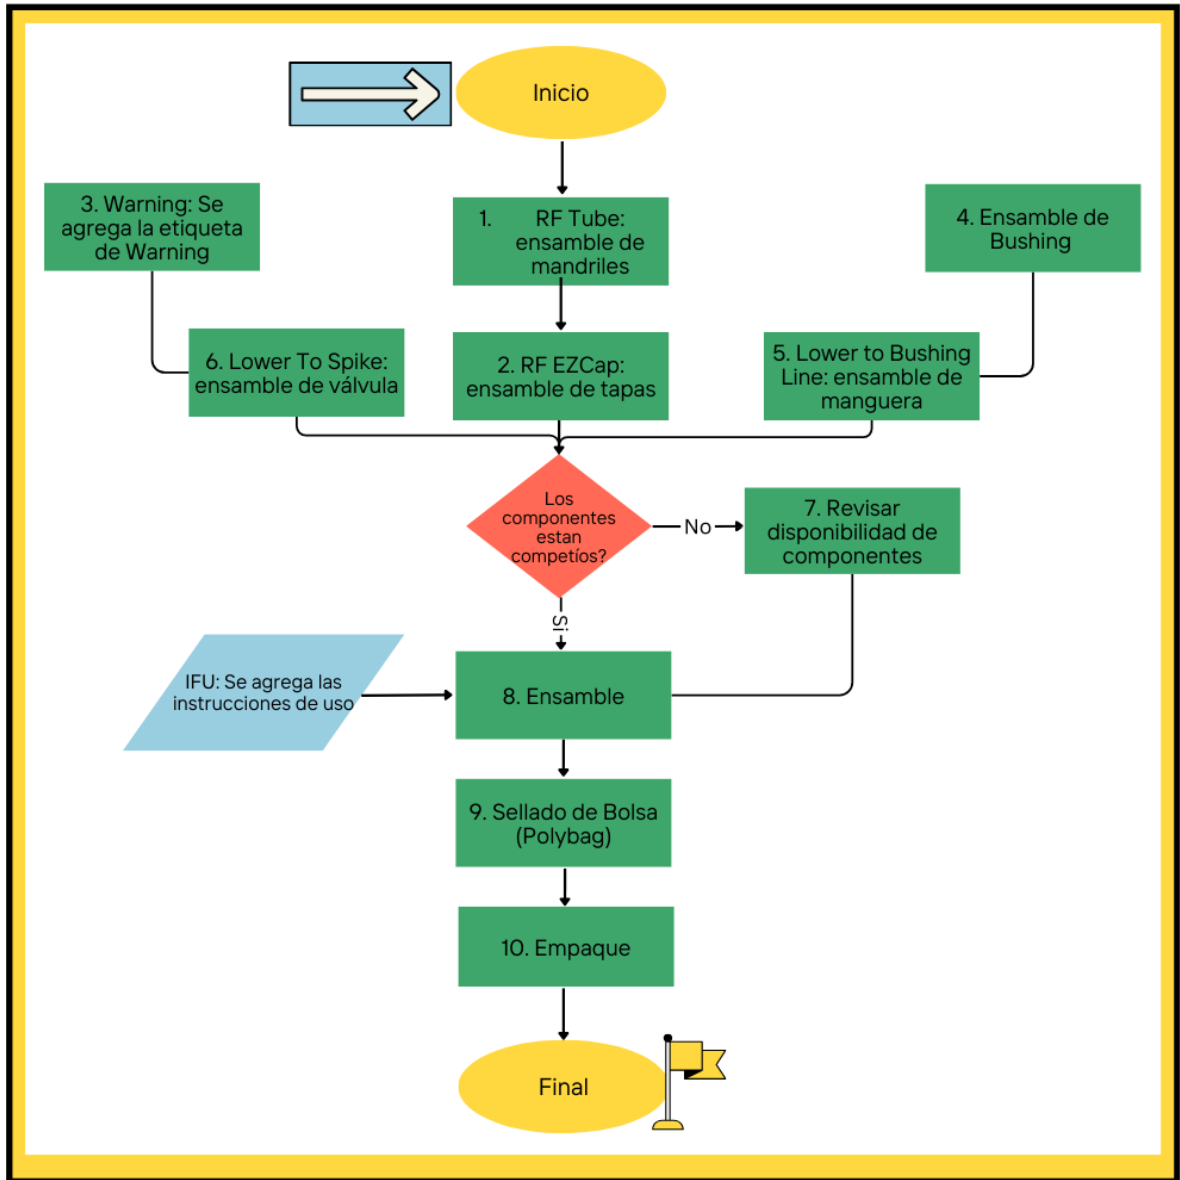 Inicio
3. Warning: Se
agrega la etiqueta
de Warning
1. RF Tube:
ensamble de
mandriles
4. Ensamble de
Bushing
6. Lower To Spike:
ensamble de válvula
2. RF EZCap:
ensamble de tapas
5. Lower to Bushing
Line: ensamble de
manguera
Los
componentes
estan
competíos?
No
7. Revisar
disponibilidad de
componentes
Si
IFU: Se agrega las
instrucciones de uso
8. Ensamble
9. Sellado de Bolsa
(Polybag)
10. Empaque
Final